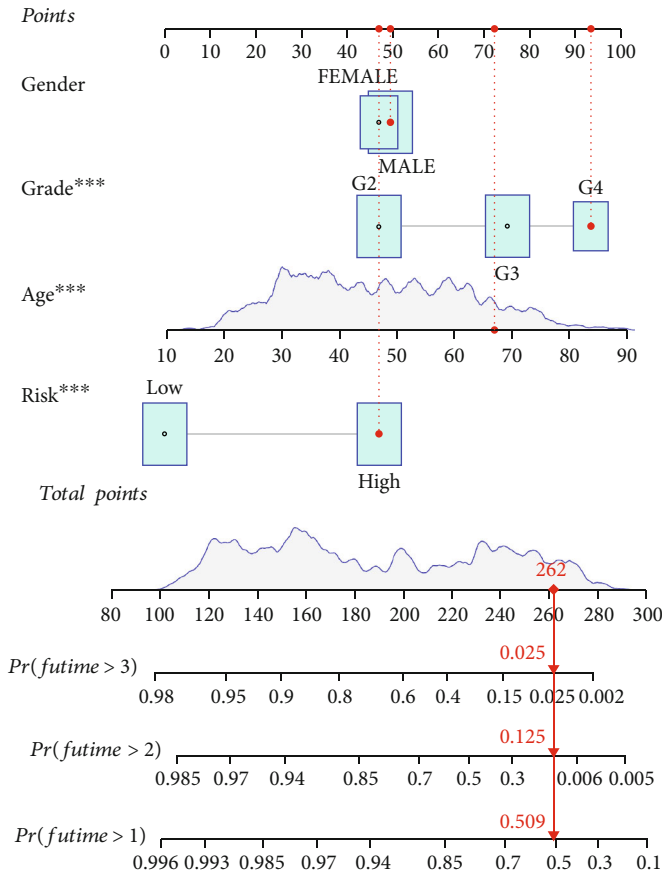 Points
0 10 20 30 40 50 60 70 80 90 100
Gender
FEMALE
MALE
Grade***
G2
G3
G4
Age***
10 20 30 40 50 60 70 80 90
Risk***
Low
High
Total points
262
80 100 120 140 160 180 200 220 240 260 280 300
0.025
Pr(futime > 3)
0.98 0.95 0.9 0.8 0.6 0.4 0.15 0.025 0.002
0.125
Pr(futime > 2)
0.985 0.97 0.94 0.85 0.7 0.5 0.3 0.006 0.005
0.509
Pr(futime > 1)
0.996 0.993 0.985 0.97 0.94 0.85 0.7 0.5 0.3 0.1